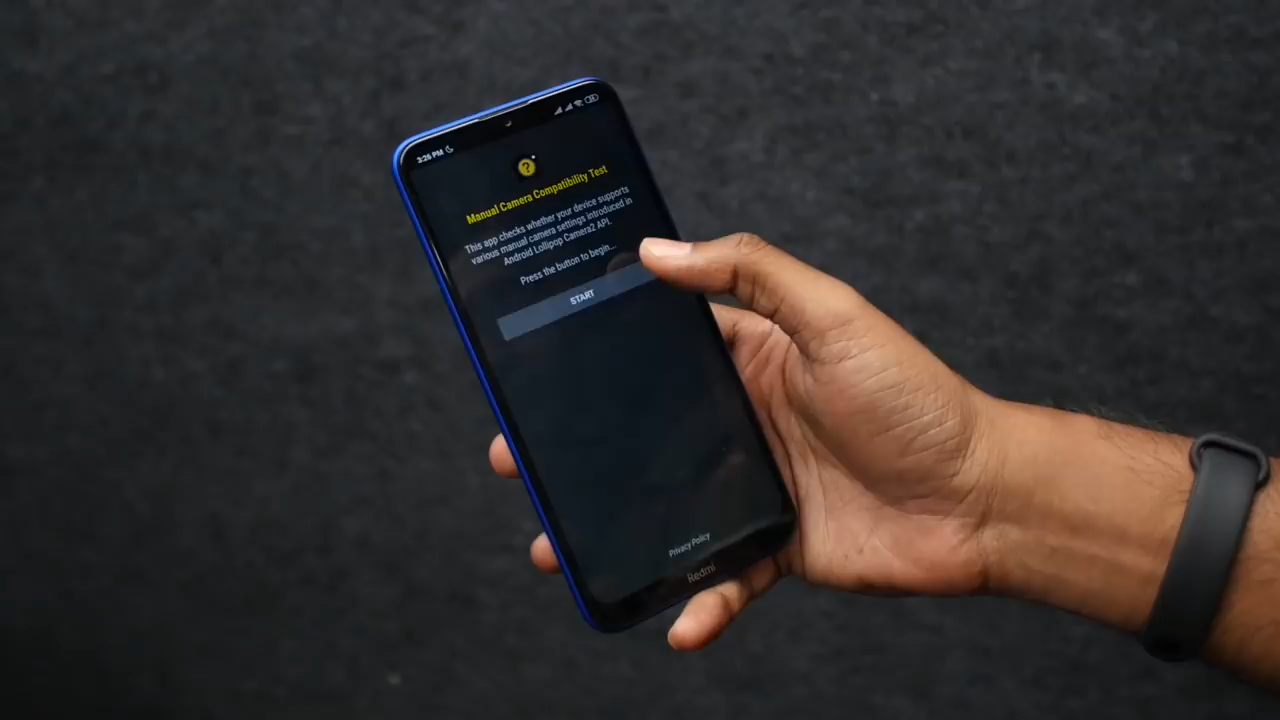 3:26 PM
?
Manual Camera Compatibility Test
This app checks whether your device supports
various manual camera settings introduced in
Android Lollipop Camera2 API.
Press the button to begin...
START
Privacy Policy
Redmi